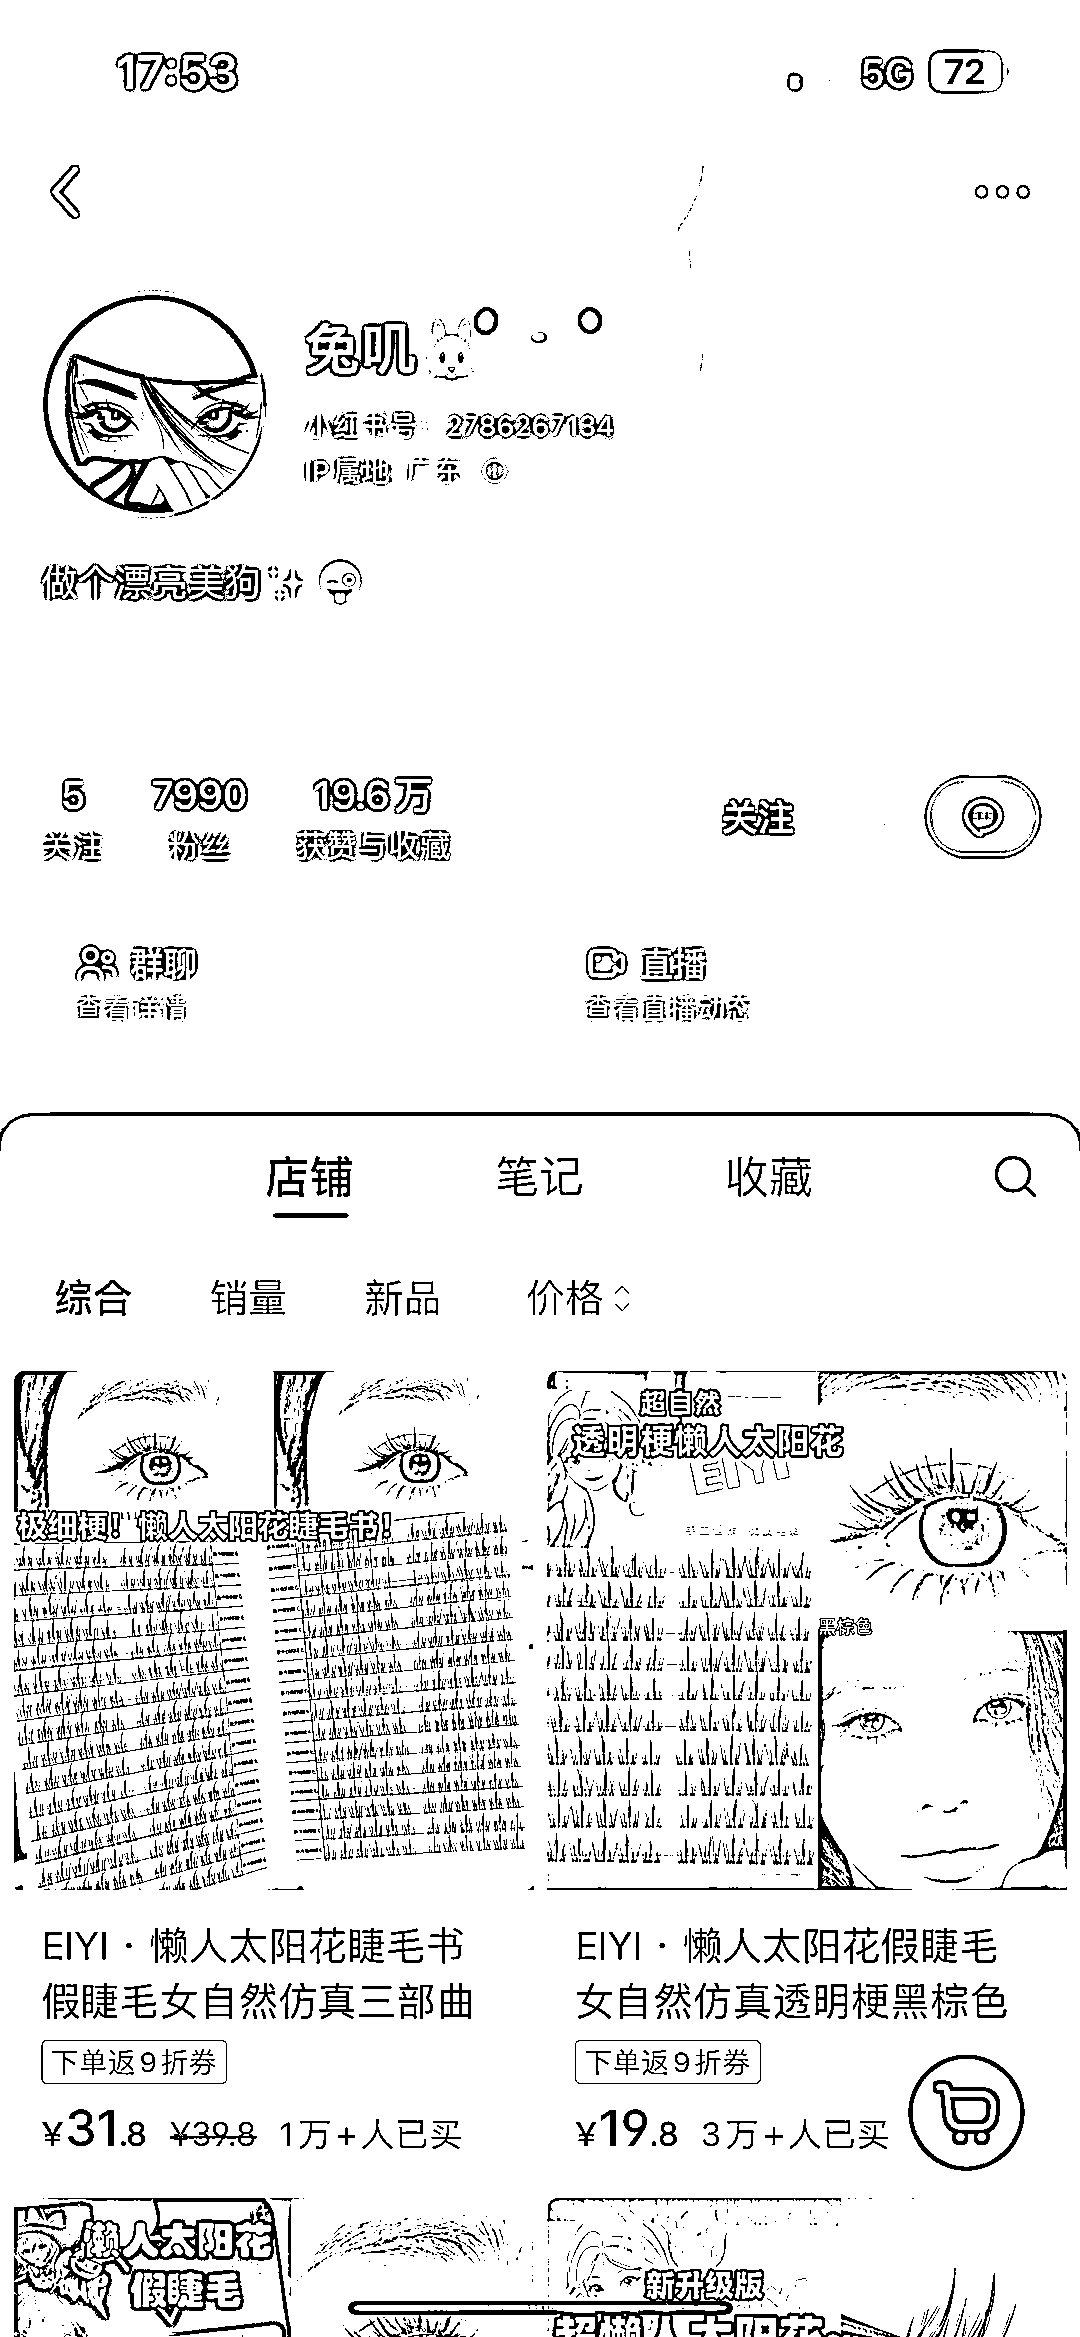 17:53
5G 72
兔叽
小红书号：2786267184
IP属地：广东
做个漂亮美狗
5 7990 19.6万
关注 粉丝 获赞与收藏
关注
群聊 直播
查看详情 查看直播动态
店铺 笔记 收藏
综合 销量 新品 价格
极细梗！懒人太阳花睫毛书！
超自然
透明梗懒人太阳花
EIYI
黑棕色
EIYI · 懒人太阳花睫毛书
假睫毛女自然仿真三部曲
下单返9折券
¥31.8 ¥39.8 1万+人已买
EIYI · 懒人太阳花假睫毛
女自然仿真透明梗黑棕色
下单返9折券
¥19.8 3万+人已买
懒人太阳花
假睫毛
新升级版
超懒人太阳花